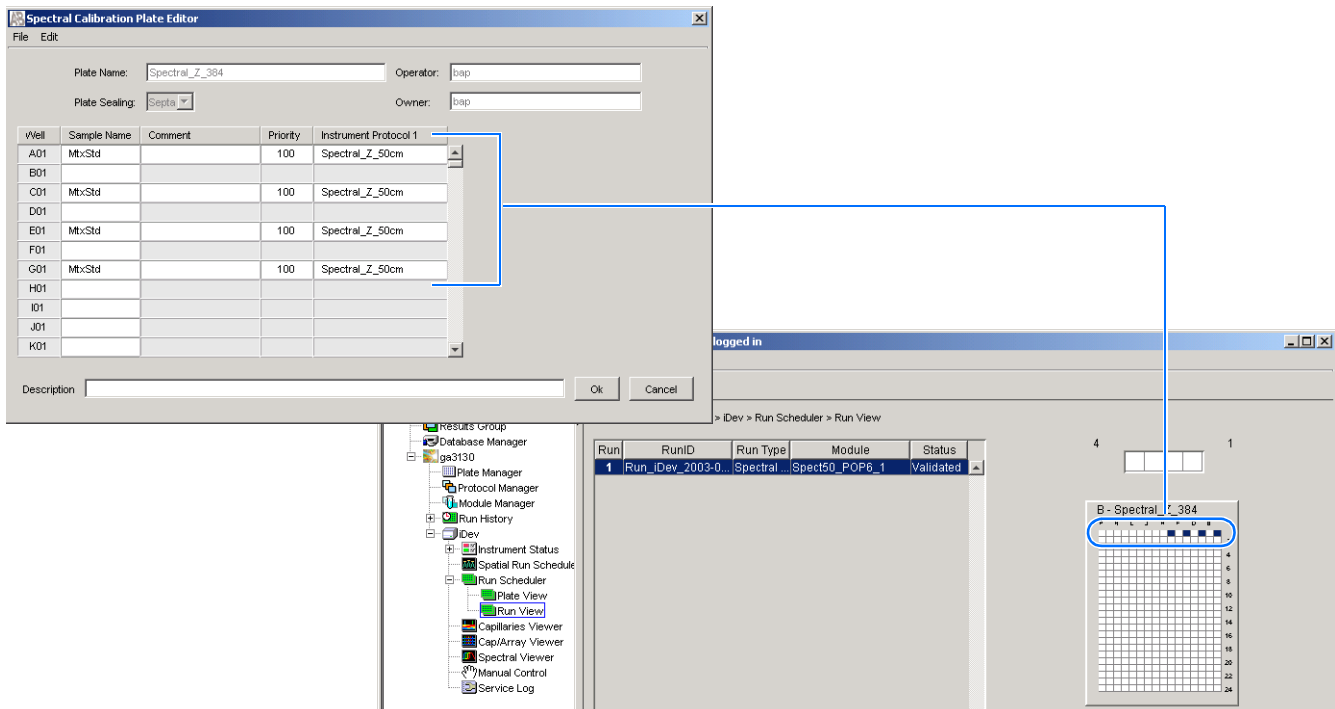 Spectral Calibration Plate Editor
File Edit
Plate Name: Spectral_Z_384 Operator: bap
Plate Sealing: Septa Owner: bap
Well Sample Name Comment Priority Instrument Protocol 1
A01 MtxStd 100 Spectral_Z_50cm
B01
C01 MtxStd 100 Spectral_Z_50cm
D01
E01 MtxStd 100 Spectral_Z_50cm
F01
G01 MtxStd 100 Spectral_Z_50cm
H01
I01
J01
K01
Description Ok Cancel
logged in
> iDev > Run Scheduler > Run View
Results Group
Database Manager
ga3130
Plate Manager
Protocol Manager
Module Manager
Run History
iDev
Instrument Status
Spatial Run Schedule
Run Scheduler
Plate View
Run View
Capillaries Viewer
Cap/Array Viewer
Spectral Viewer
Manual Control
Service Log
Run RunID Run Type Module Status
1 Run_iDev_2003-0... Spectral ... Spect50_POP6_1 Validated
4 1
B - Spectral_Z_384
P N L J H F D B
4
6
8
10
12
14
16
18
20
22
24